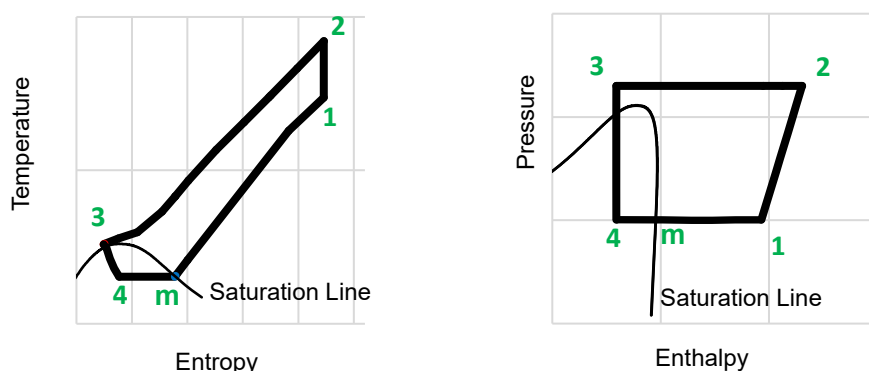 2
1
3
4
m
Temperature
Saturation Line
Entropy
3
2
4
m
1
Pressure
Saturation Line
Enthalpy